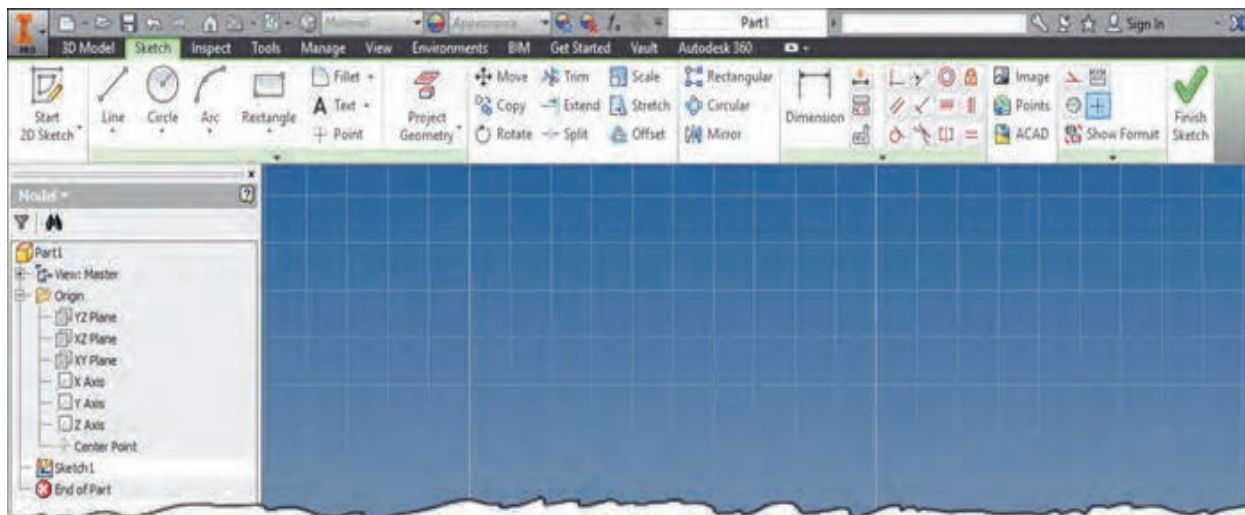 PRO Material Appearance Part1 Sign In
3D Model Sketch Inspect Tools Manage View Environments BIM Get Started Vault Autodesk 360
Start
2D Sketch
Line
Circle
Arc
Rectangle
Fillet
Text
Point
Project
Geometry
Move
Copy
Rotate
Trim
Extend
Split
Scale
Stretch
Offset
Rectangular
Circular
Mirror
Dimension
Image
Points
ACAD
Show Format
Finish
Sketch
Model
Part1
View: Master
Origin
YZ Plane
XZ Plane
XY Plane
X Axis
Y Axis
Z Axis
Center Point
Sketch1
End of Part